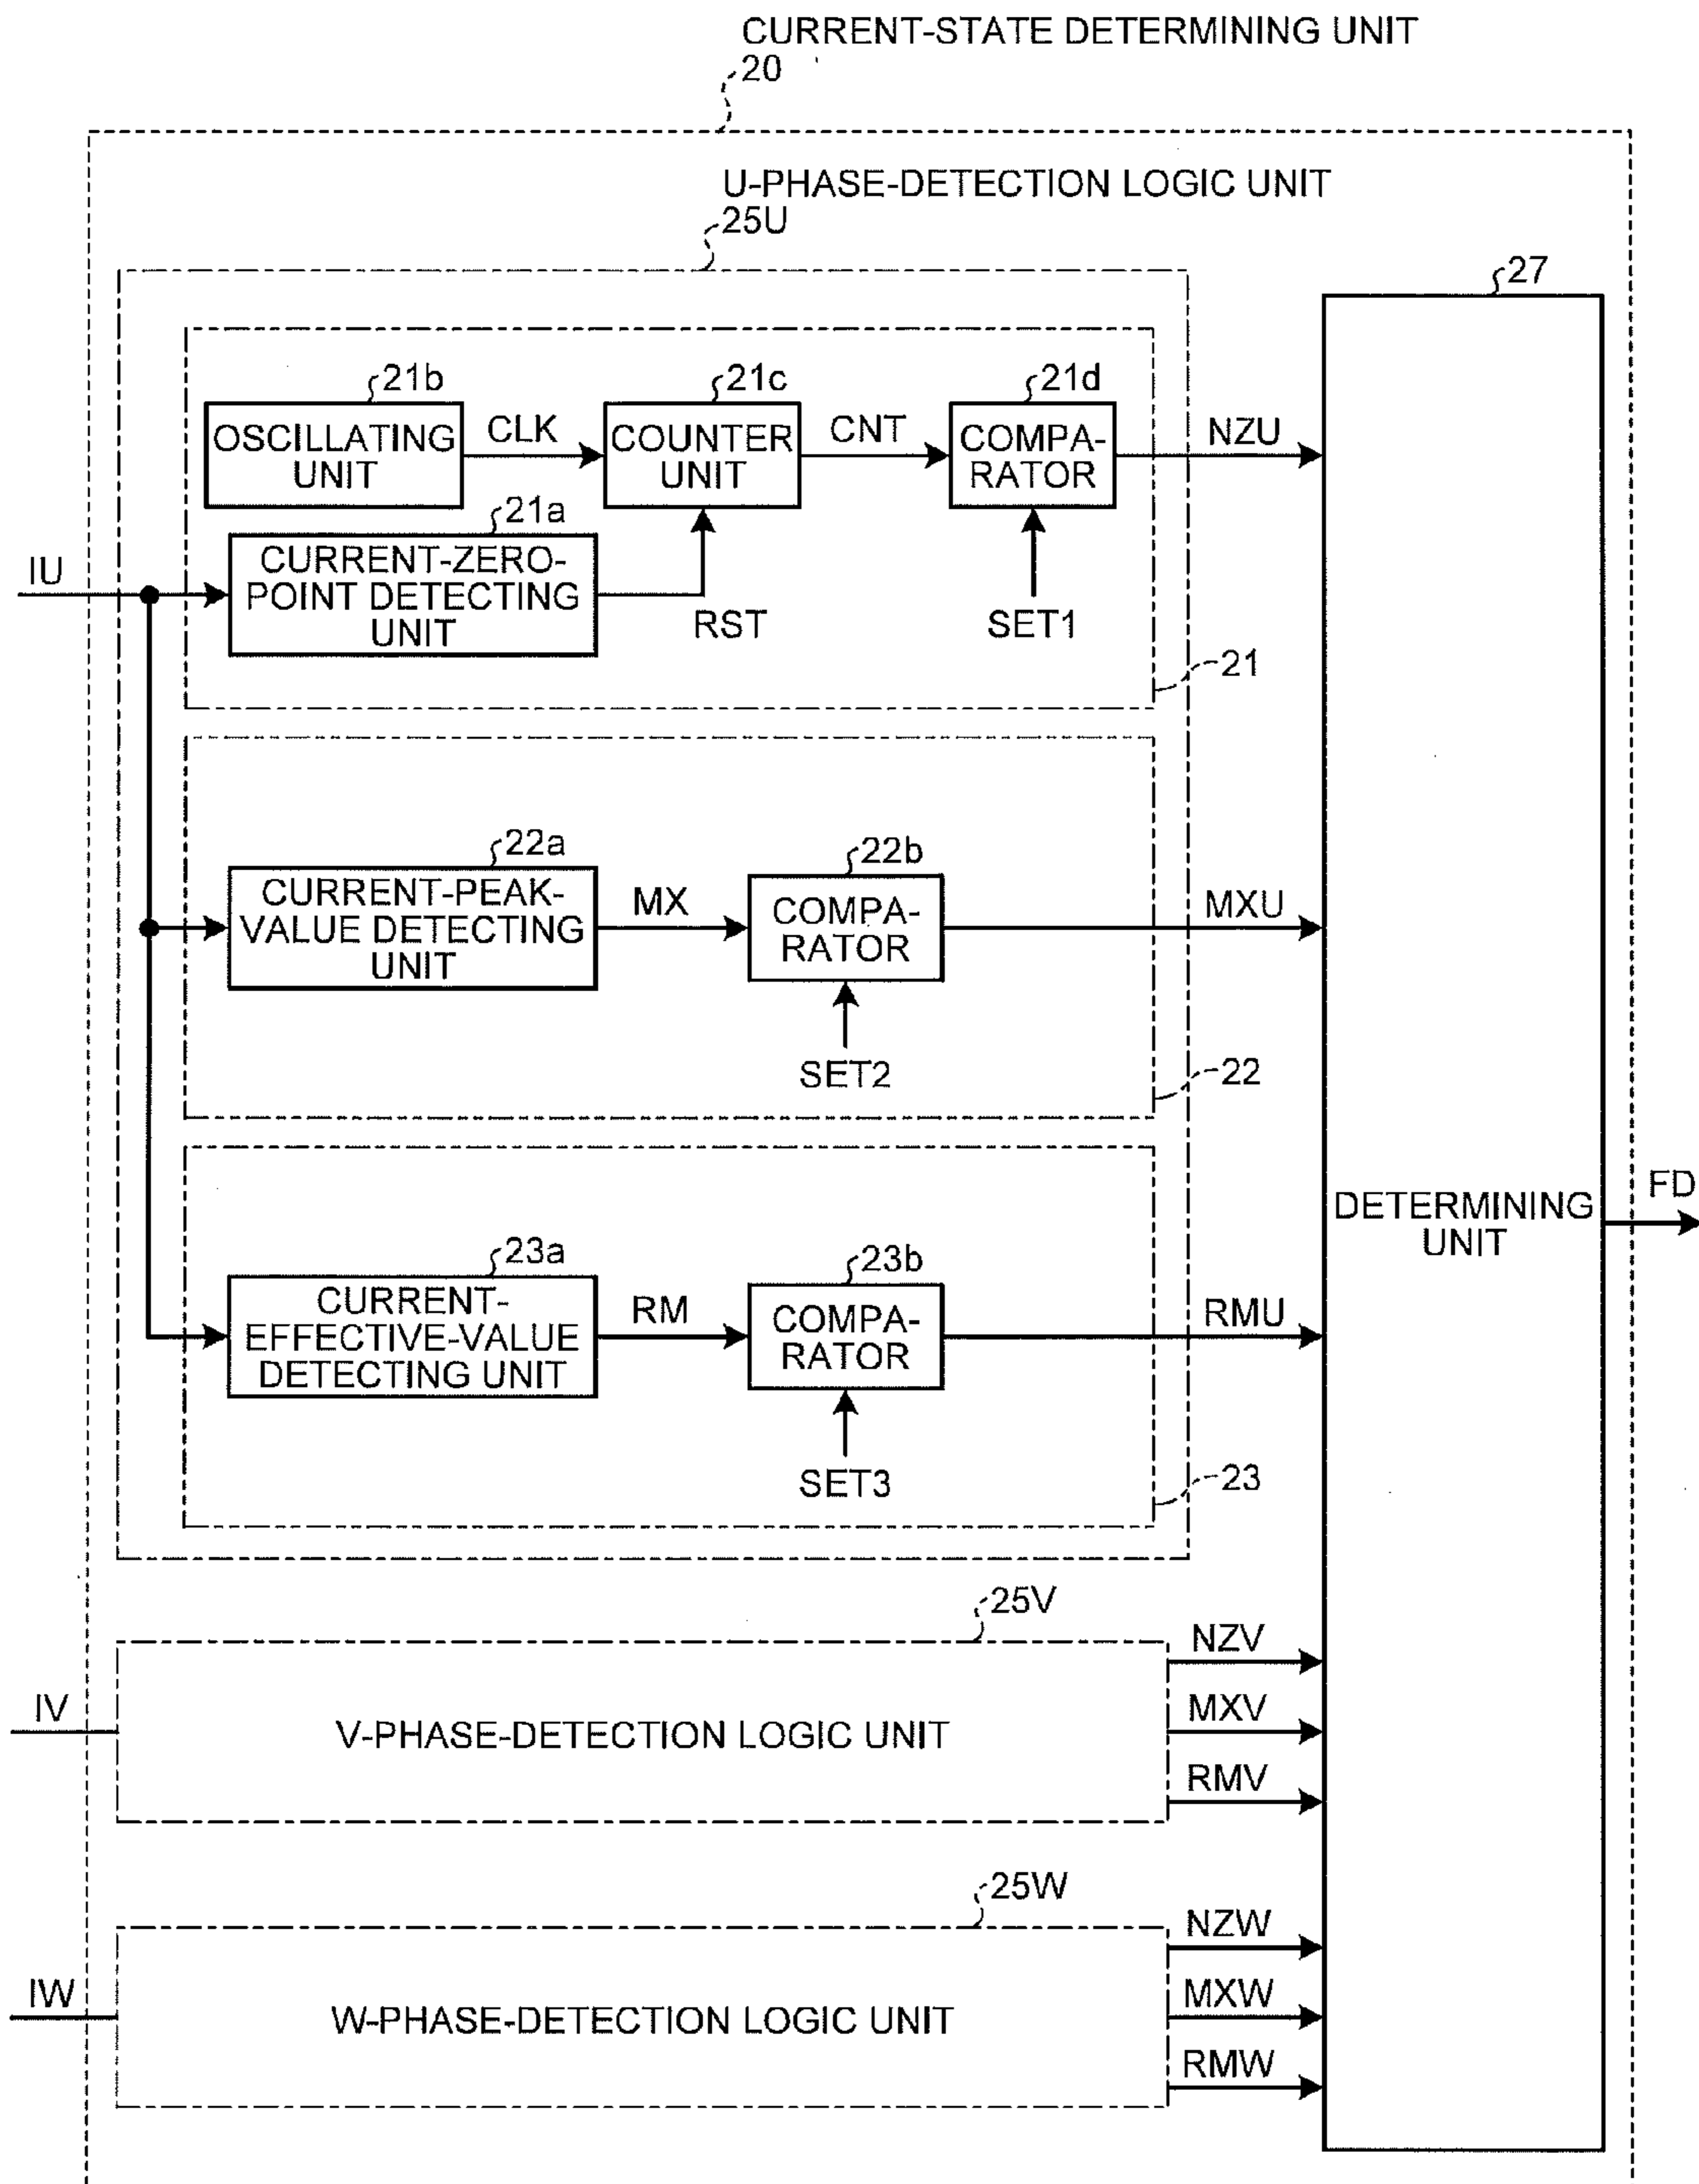 CURRENT-STATE DETERMINING UNIT
20
U-PHASE-DETECTION LOGIC UNIT
25U
27
21b
21c
21d
OSCILLATING
UNIT
CLK
COUNTER
UNIT
CNT
COMPA-
RATOR
NZU
21a
IU
CURRENT-ZERO-
POINT DETECTING
UNIT
RST
SET1
21
22a
22b
CURRENT-PEAK-
VALUE DETECTING
UNIT
MX
COMPA-
RATOR
MXU
SET2
22
DETERMINING
UNIT
FD
23a
23b
CURRENT-
EFFECTIVE-VALUE
DETECTING UNIT
RM
COMPA-
RATOR
RMU
SET3
23
25V
IV
V-PHASE-DETECTION LOGIC UNIT
NZV
MXV
RMV
25W
IW
W-PHASE-DETECTION LOGIC UNIT
NZW
MXW
RMW